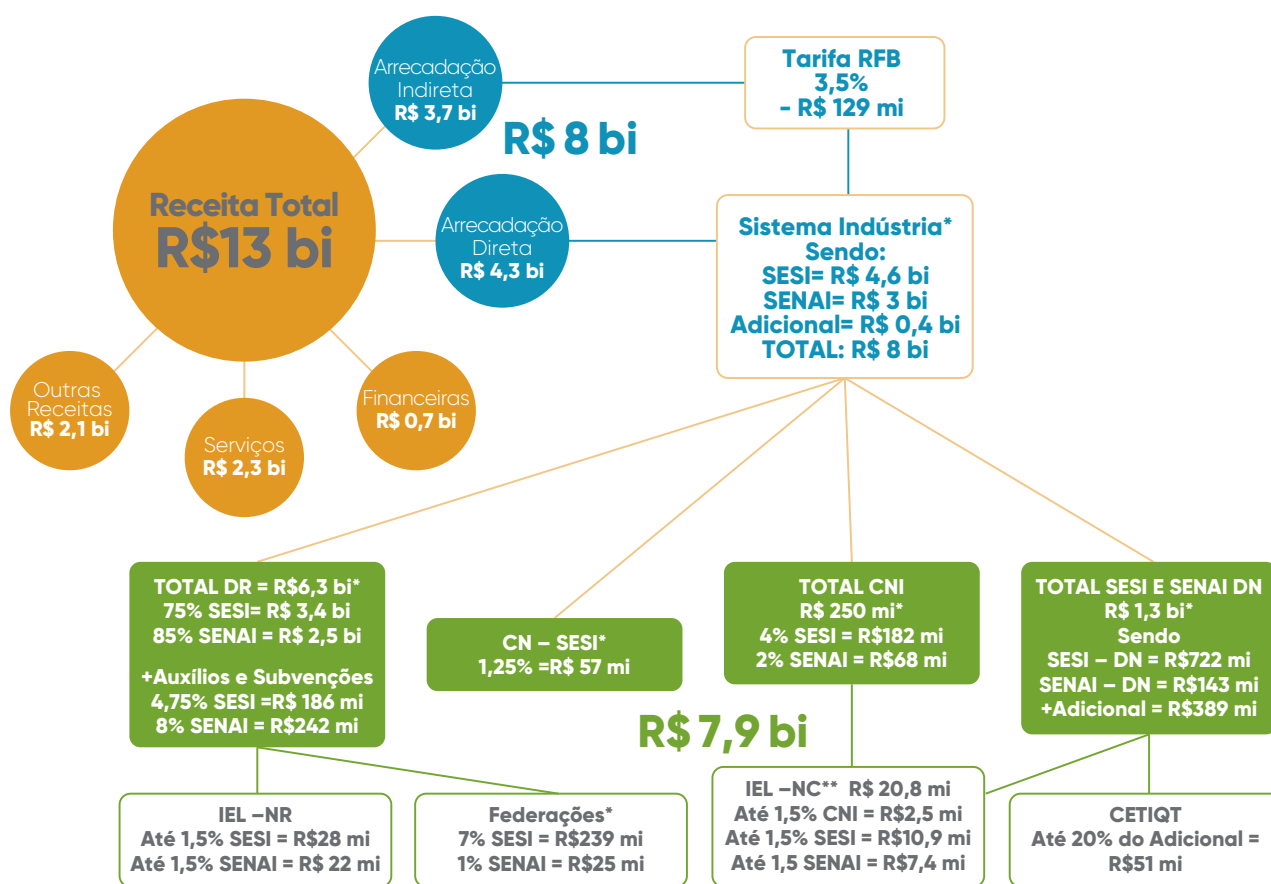 Arrecadação
Indireta
R$ 3,7 bi
R$ 8 bi
Tarifa RFB
3,5%
- R$ 129 mi
Receita Total
R$13 bi
Arrecadação
Direta
R$ 4,3 bi
Sistema Indústria*
Sendo:
SESI= R$ 4,6 bi
SENAI= R$ 3 bi
Adicional= R$ 0,4 bi
TOTAL: R$ 8 bi
Outras
Receitas
R$ 2,1 bi
Serviços
R$ 2,3 bi
Financeiras
R$ 0,7 bi
TOTAL DR = R$6,3 bi*
75% SESI= R$ 3,4 bi
85% SENAI = R$ 2,5 bi
+Auxílios e Subvenções
4,75% SESI =R$ 186 mi
8% SENAI = R$242 mi
CN – SESI*
1,25% =R$ 57 mi
TOTAL CNI
R$ 250 mi*
4% SESI = R$182 mi
2% SENAI = R$68 mi
TOTAL SESI E SENAI DN
R$ 1,3 bi*
Sendo
SESI – DN = R$722 mi
SENAI – DN = R$143 mi
+Adicional = R$389 mi
R$ 7,9 bi
IEL –NR
Até 1,5% SESI = R$28 mi
Até 1,5% SENAI = R$ 22 mi
Federações*
7% SESI = R$239 mi
1% SENAI = R$25 mi
IEL –NC** R$ 20,8 mi
Até 1,5% CNI = R$2,5 mi
Até 1,5% SESI = R$10,9 mi
Até 1,5 SENAI = R$7,4 mi
CETIQT
Até 20% do Adicional =
R$51 mi